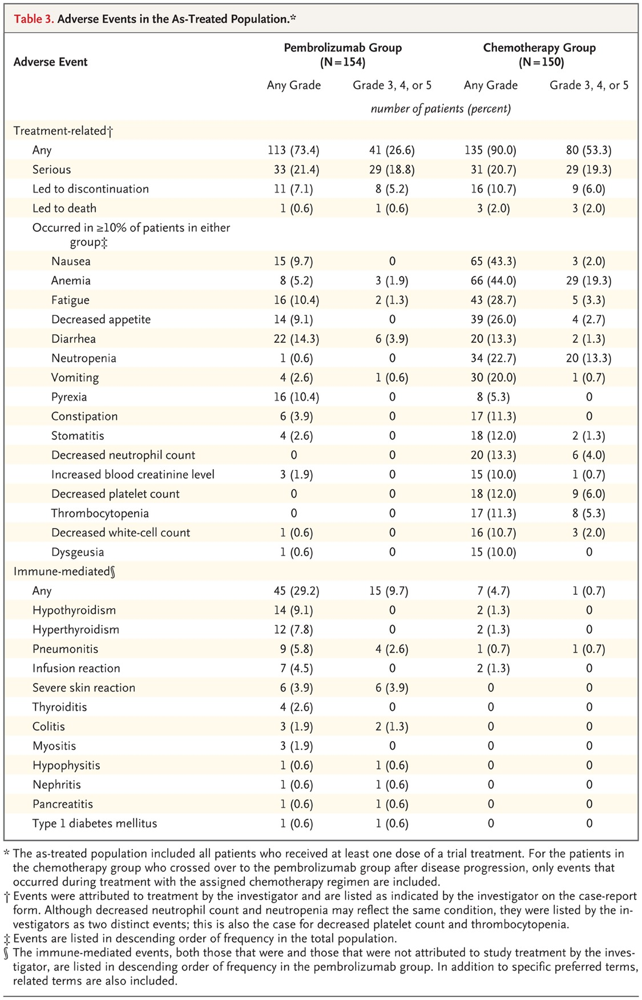 Table 3. Adverse Events in the As-Treated Population.*
Adverse Event Pembrolizumab Group (N=154) Chemotherapy Group (N=150)
Any Grade Grade 3, 4, or 5 Any Grade Grade 3, 4, or 5
number of patients (percent)
Treatment-related†
Any 113 (73.4) 41 (26.6) 135 (90.0) 80 (53.3)
Serious 33 (21.4) 29 (18.8) 31 (20.7) 29 (19.3)
Led to discontinuation 11 (7.1) 8 (5.2) 16 (10.7) 9 (6.0)
Led to death 1 (0.6) 1 (0.6) 3 (2.0) 3 (2.0)
Occurred in ≥10% of patients in either
group‡
Nausea 15 (9.7) 0 65 (43.3) 3 (2.0)
Anemia 8 (5.2) 3 (1.9) 66 (44.0) 29 (19.3)
Fatigue 16 (10.4) 2 (1.3) 43 (28.7) 5 (3.3)
Decreased appetite 14 (9.1) 0 39 (26.0) 4 (2.7)
Diarrhea 22 (14.3) 6 (3.9) 20 (13.3) 2 (1.3)
Neutropenia 1 (0.6) 0 34 (22.7) 20 (13.3)
Vomiting 4 (2.6) 1 (0.6) 30 (20.0) 1 (0.7)
Pyrexia 16 (10.4) 0 8 (5.3) 0
Constipation 6 (3.9) 0 17 (11.3) 0
Stomatitis 4 (2.6) 0 18 (12.0) 2 (1.3)
Decreased neutrophil count 0 0 20 (13.3) 6 (4.0)
Increased blood creatinine level 3 (1.9) 0 15 (10.0) 1 (0.7)
Decreased platelet count 0 0 18 (12.0) 9 (6.0)
Thrombocytopenia 0 0 17 (11.3) 8 (5.3)
Decreased white-cell count 1 (0.6) 0 16 (10.7) 3 (2.0)
Dysgeusia 1 (0.6) 0 15 (10.0) 0
Immune-mediated§
Any 45 (29.2) 15 (9.7) 7 (4.7) 1 (0.7)
Hypothyroidism 14 (9.1) 0 2 (1.3) 0
Hyperthyroidism 12 (7.8) 0 2 (1.3) 0
Pneumonitis 9 (5.8) 4 (2.6) 1 (0.7) 1 (0.7)
Infusion reaction 7 (4.5) 0 2 (1.3) 0
Severe skin reaction 6 (3.9) 6 (3.9) 0 0
Thyroiditis 4 (2.6) 0 0 0
Colitis 3 (1.9) 2 (1.3) 0 0
Myositis 3 (1.9) 0 0 0
Hypophysitis 1 (0.6) 1 (0.6) 0 0
Nephritis 1 (0.6) 1 (0.6) 0 0
Pancreatitis 1 (0.6) 1 (0.6) 0 0
Type 1 diabetes mellitus 1 (0.6) 1 (0.6) 0 0
* The as-treated population included all patients who received at least one dose of a trial treatment. For the patients in
the chemotherapy group who crossed over to the pembrolizumab group after disease progression, only events that
occurred during treatment with the assigned chemotherapy regimen are included.
† Events were attributed to treatment by the investigator and are listed as indicated by the investigator on the case-report
form. Although decreased neutrophil count and neutropenia may reflect the same condition, they were listed by the in-
vestigators as two distinct events; this is also the case for decreased platelet count and thrombocytopenia.
‡ Events are listed in descending order of frequency in the total population.
§ The immune-mediated events, both those that were and those that were not attributed to study treatment by the inves-
tigator, are listed in descending order of frequency in the pembrolizumab group. In addition to specific preferred terms,
related terms are also included.